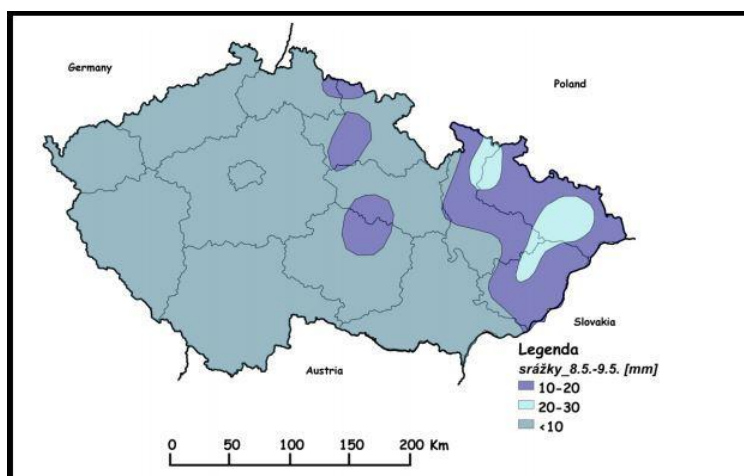 Germany
Poland
Slovakia
Austria
Legenda
srážky_8.5.-9.5. [mm]
10-20
20-30
<10
0 50 100 150 200 Km